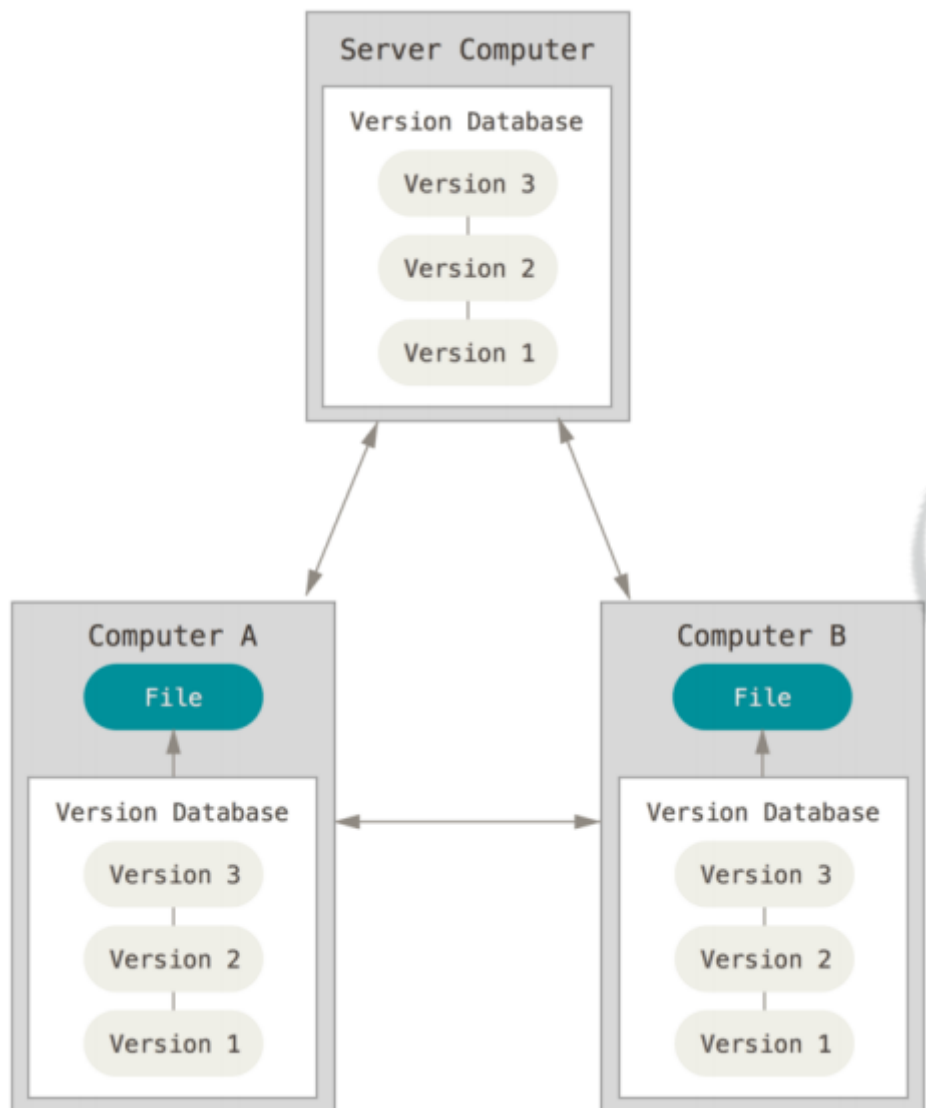 Server Computer
Version Database
Version 3
Version 2
Version 1
Computer A
File
Version Database
Version 3
Version 2
Version 1
Computer B
File
Version Database
Version 3
Version 2
Version 1